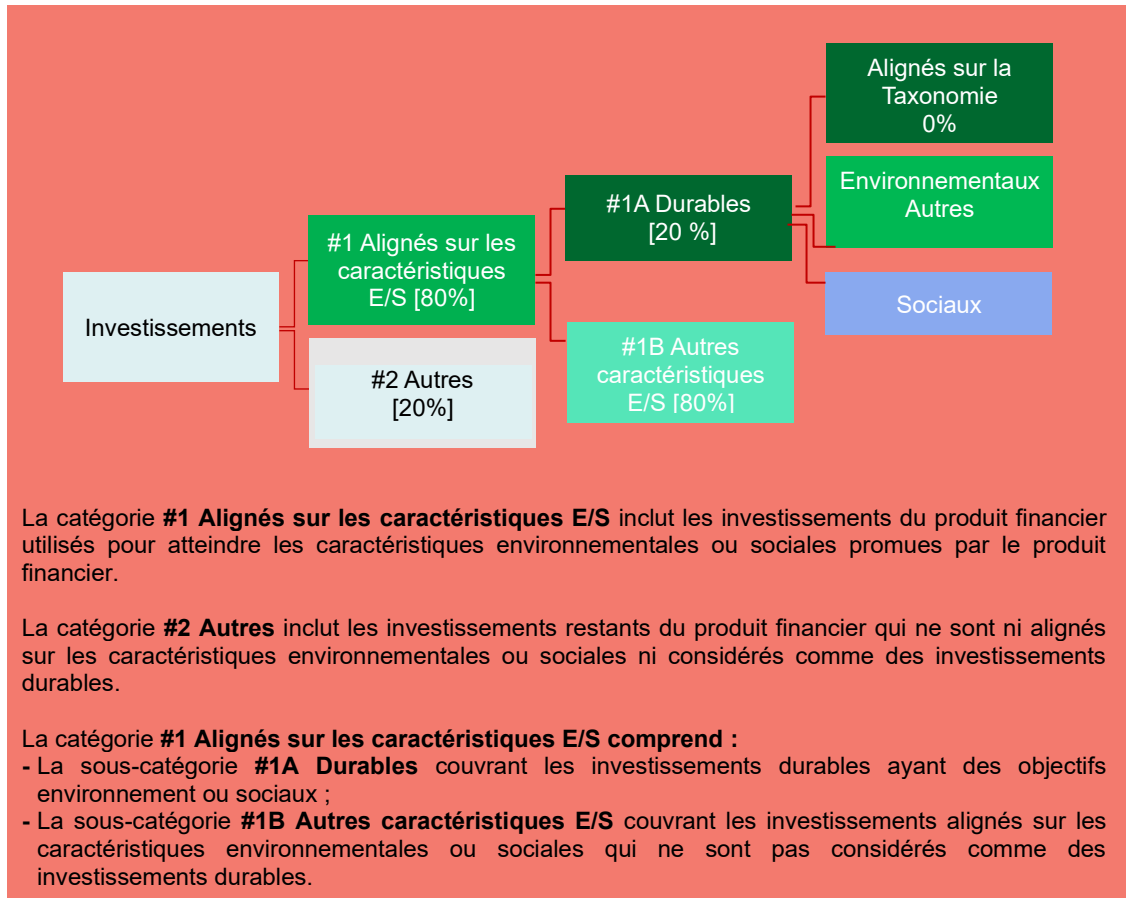 Alignés sur la
Taxonomie
0%
Environnementaux
Autres
#1A Durables
[20 %]
#1 Alignés sur les
caractéristiques
E/S [80%]
Sociaux
Investissements
#1B Autres
caractéristiques
E/S [80%]
#2 Autres
[20%]
La catégorie #1 Alignés sur les caractéristiques E/S inclut les investissements du produit financier
utilisés pour atteindre les caractéristiques environnementales ou sociales promues par le produit
financier.
La catégorie #2 Autres inclut les investissements restants du produit financier qui ne sont ni alignés
sur les caractéristiques environnementales ou sociales ni considérés comme des investissements
durables.
La catégorie #1 Alignés sur les caractéristiques E/S comprend :
- La sous-catégorie #1A Durables couvrant les investissements durables ayant des objectifs
environnement ou sociaux ;
- La sous-catégorie #1B Autres caractéristiques E/S couvrant les investissements alignés sur les
caractéristiques environnementales ou sociales qui ne sont pas considérés comme des
investissements durables.